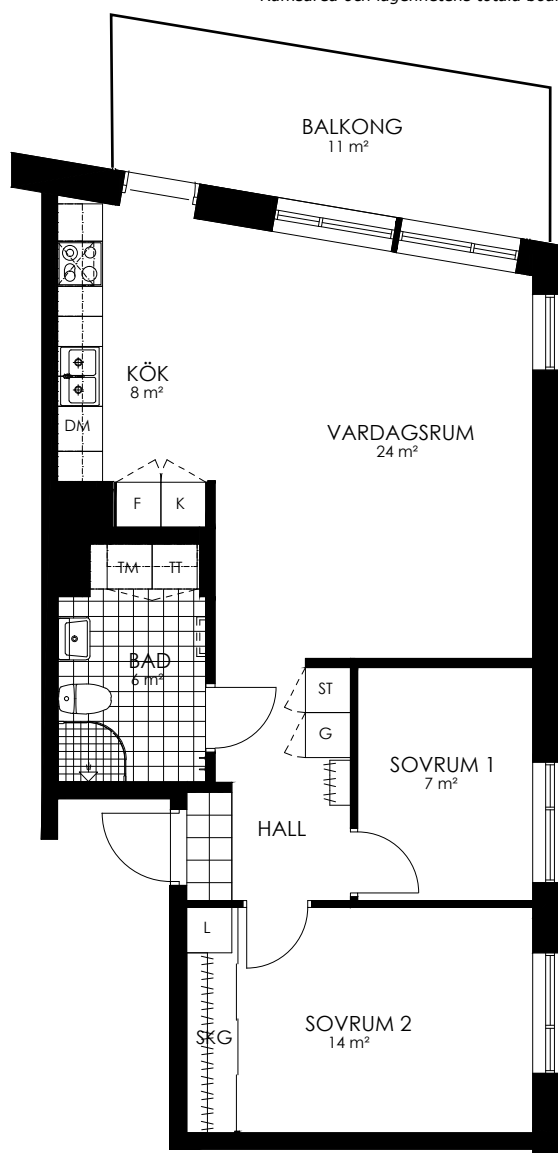 BALKONG
11 m²
KÖK
8 m²
DM
VARDAGSRUM
24 m²
F
K
TM
TT
BAD
6 m²
ST
G
SOVRUM 1
7 m²
HALL
L
SKG
SOVRUM 2
14 m²